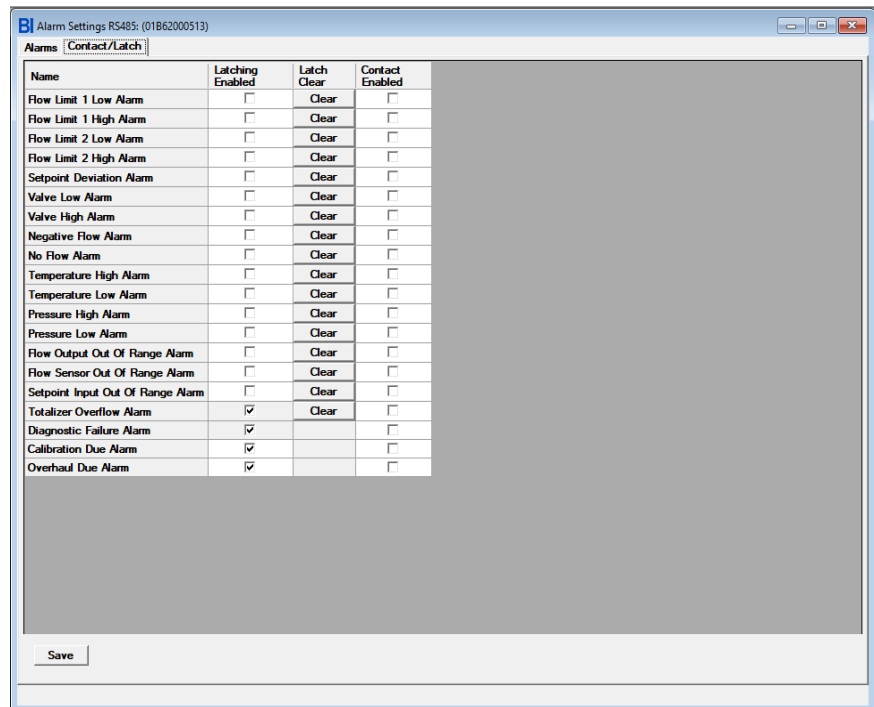 BI Alarm Settings RS485: (01B62000513)
Alarms Contact/Latch
Name Latching Enabled Latch Clear Contact Enabled
Flow Limit 1 Low Alarm Clear
Flow Limit 1 High Alarm Clear
Flow Limit 2 Low Alarm Clear
Flow Limit 2 High Alarm Clear
Setpoint Deviation Alarm Clear
Valve Low Alarm Clear
Valve High Alarm Clear
Negative Flow Alarm Clear
No Flow Alarm Clear
Temperature High Alarm Clear
Temperature Low Alarm Clear
Pressure High Alarm Clear
Pressure Low Alarm Clear
Flow Output Out Of Range Alarm Clear
Flow Sensor Out Of Range Alarm Clear
Setpoint Input Out Of Range Alarm Clear
Totalizer Overflow Alarm Clear
Diagnostic Failure Alarm
Calibration Due Alarm
Overhaul Due Alarm
Save